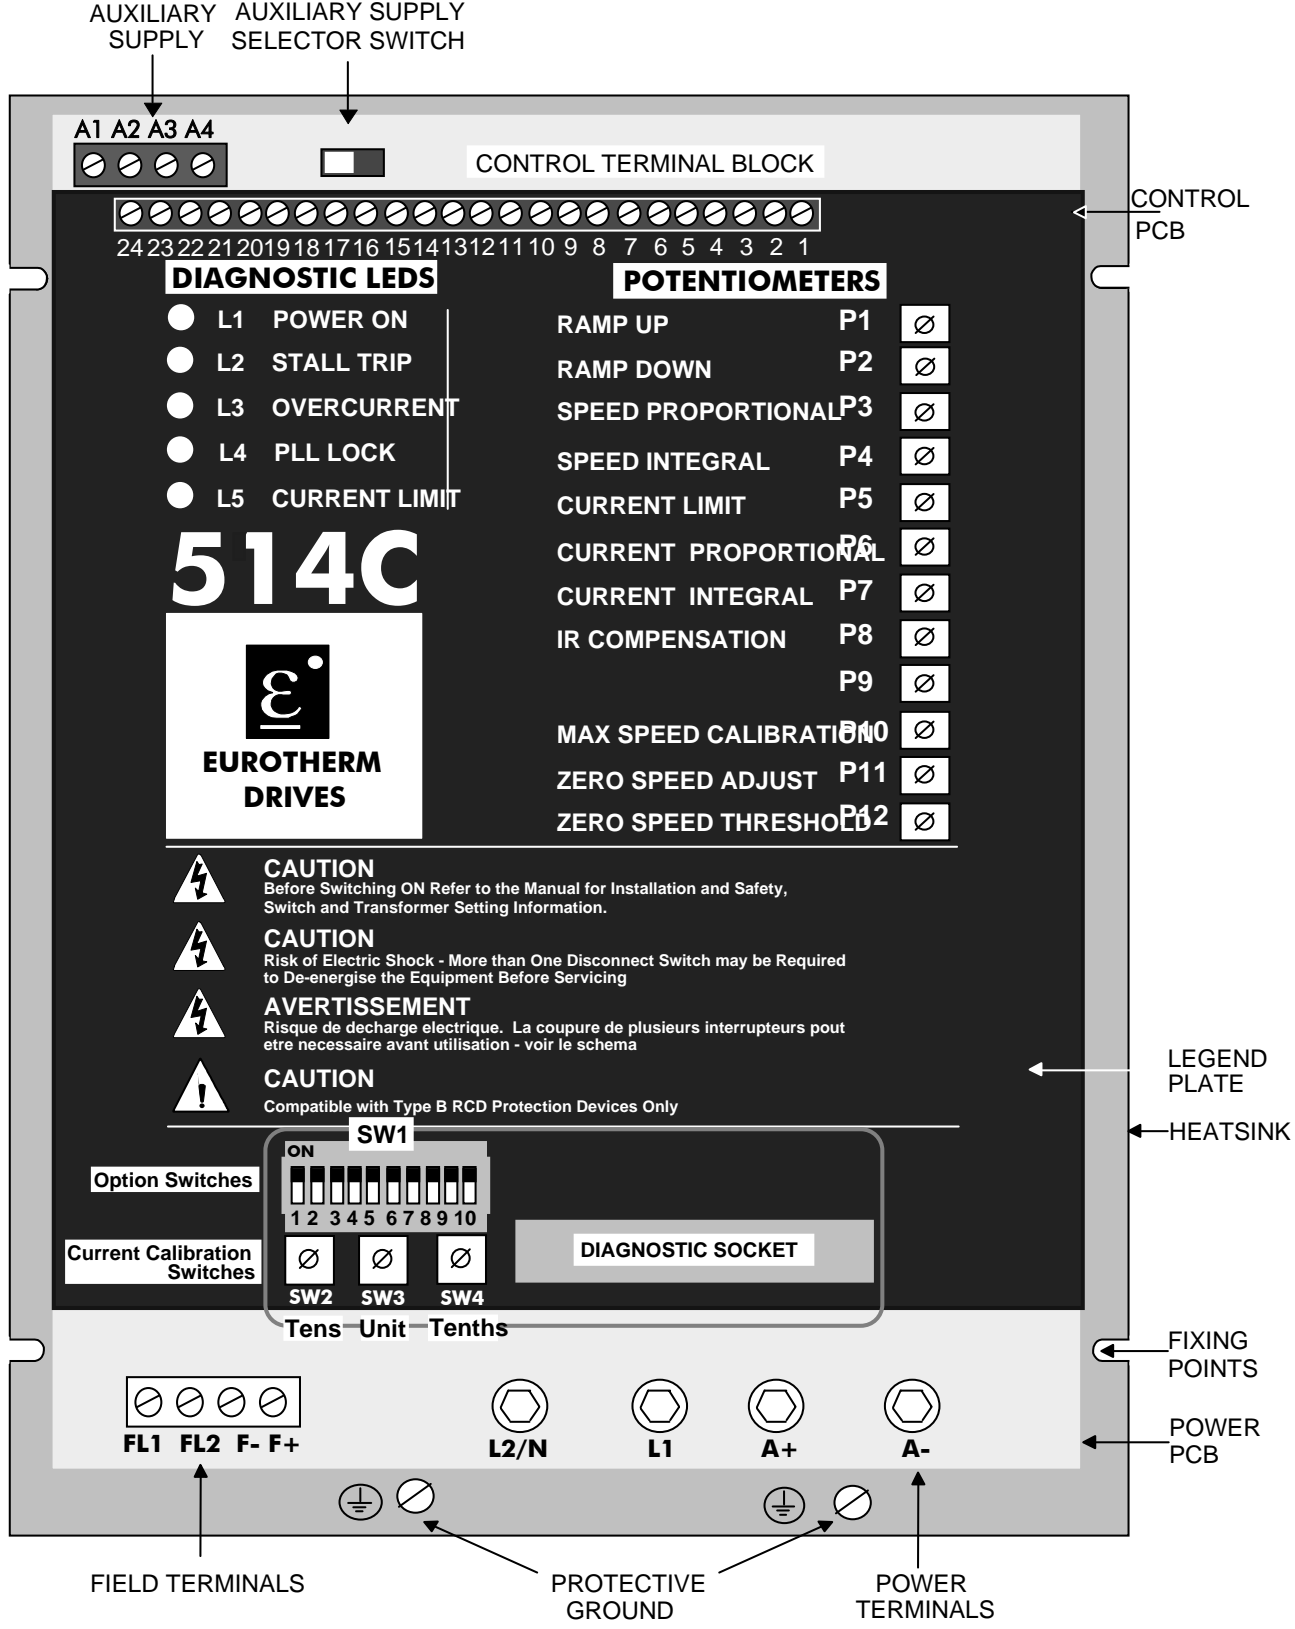 AUXILIARY
SUPPLY
AUXILIARY SUPPLY
SELECTOR SWITCH
A1 A2 A3 A4
CONTROL TERMINAL BLOCK
CONTROL
PCB
24 23 22 21 20 19 18 17 16 15 14 13 12 11 10 9 8 7 6 5 4 3 2 1
DIAGNOSTIC LEDS
L1 POWER ON
L2 STALL TRIP
L3 OVERCURRENT
L4 PLL LOCK
L5 CURRENT LIMIT
POTENTIOMETERS
RAMP UP P1
RAMP DOWN P2
SPEED PROPORTIONAL P3
SPEED INTEGRAL P4
CURRENT LIMIT P5
CURRENT PROPORTIONAL P6
CURRENT INTEGRAL P7
IR COMPENSATION P8
P9
MAX SPEED CALIBRATION P10
ZERO SPEED ADJUST P11
ZERO SPEED THRESHOLD P12
514C
ε
EUROTHERM
DRIVES
CAUTION
Before Switching ON Refer to the Manual for Installation and Safety,
Switch and Transformer Setting Information.
CAUTION
Risk of Electric Shock - More than One Disconnect Switch may be Required
to De-energise the Equipment Before Servicing
AVERTISSEMENT
Risque de decharge electrique. La coupure de plusieurs interrupteurs pout
etre necessaire avant utilisation - voir le schema
!
CAUTION
Compatible with Type B RCD Protection Devices Only
LEGEND
PLATE
HEATSINK
SW1
ON
Option Switches
1 2 3 4 5 6 7 8 9 10
Current Calibration
Switches
DIAGNOSTIC SOCKET
SW2 SW3 SW4
Tens Unit Tenths
FIXING
POINTS
FL1 FL2 F- F+
L2/N L1 A+ A-
POWER
PCB
FIELD TERMINALS
PROTECTIVE
GROUND
POWER
TERMINALS